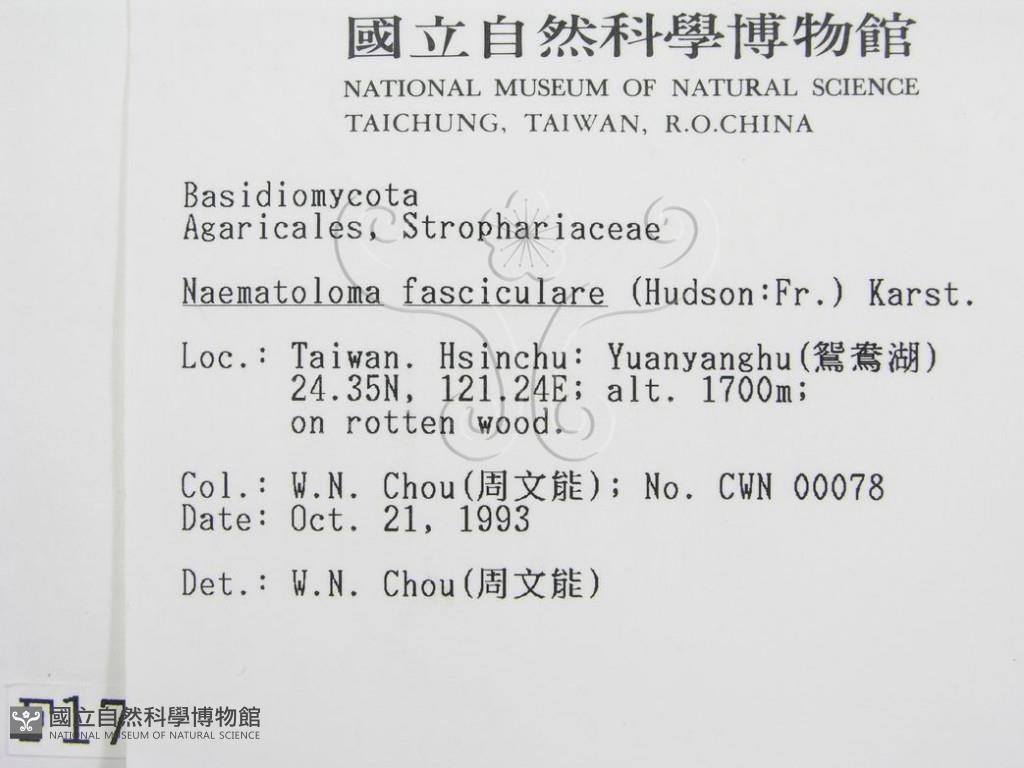 國立自然科學博物館
NATIONAL MUSEUM OF NATURAL SCIENCE
TAICHUNG, TAIWAN, R.O.CHINA
Basidiomycota
Agaricales, Strophariaceae
Naematoloma fasciculare (Hudson:Fr.) Karst.
Loc.: Taiwan. Hsinchu: Yuanyanghu(鴛鴦湖)
24.35N, 121.24E; alt. 1700m;
on rotten wood.
Col.: W.N. Chou(周文能); No. CWN 00078
Date: Oct. 21, 1993
Det.: W.N. Chou(周文能)
17
國立自然科學博物館
NATIONAL MUSEUM OF NATURAL SCIENCE